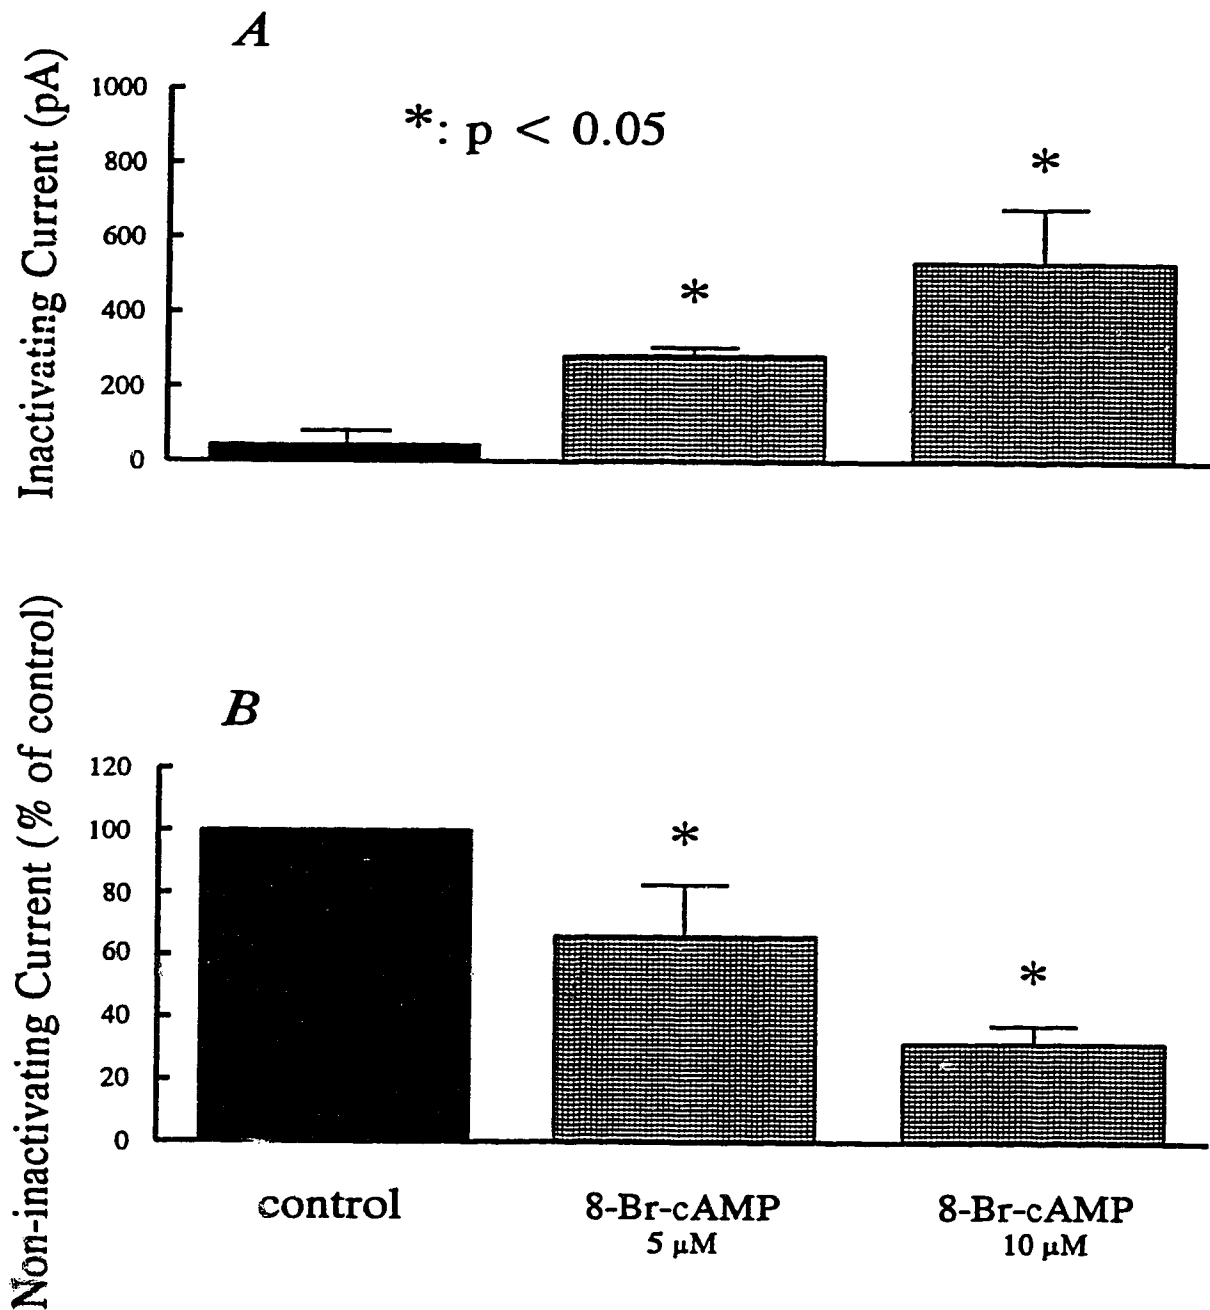 A
Inactivating Current (pA)
1000
800
600
400
200
0
*: p < 0.05
*
*
B
Non-inactivating Current (% of control)
120
100
80
60
40
20
0
*
*
control
8-Br-cAMP
5 μM
8-Br-cAMP
10 μM